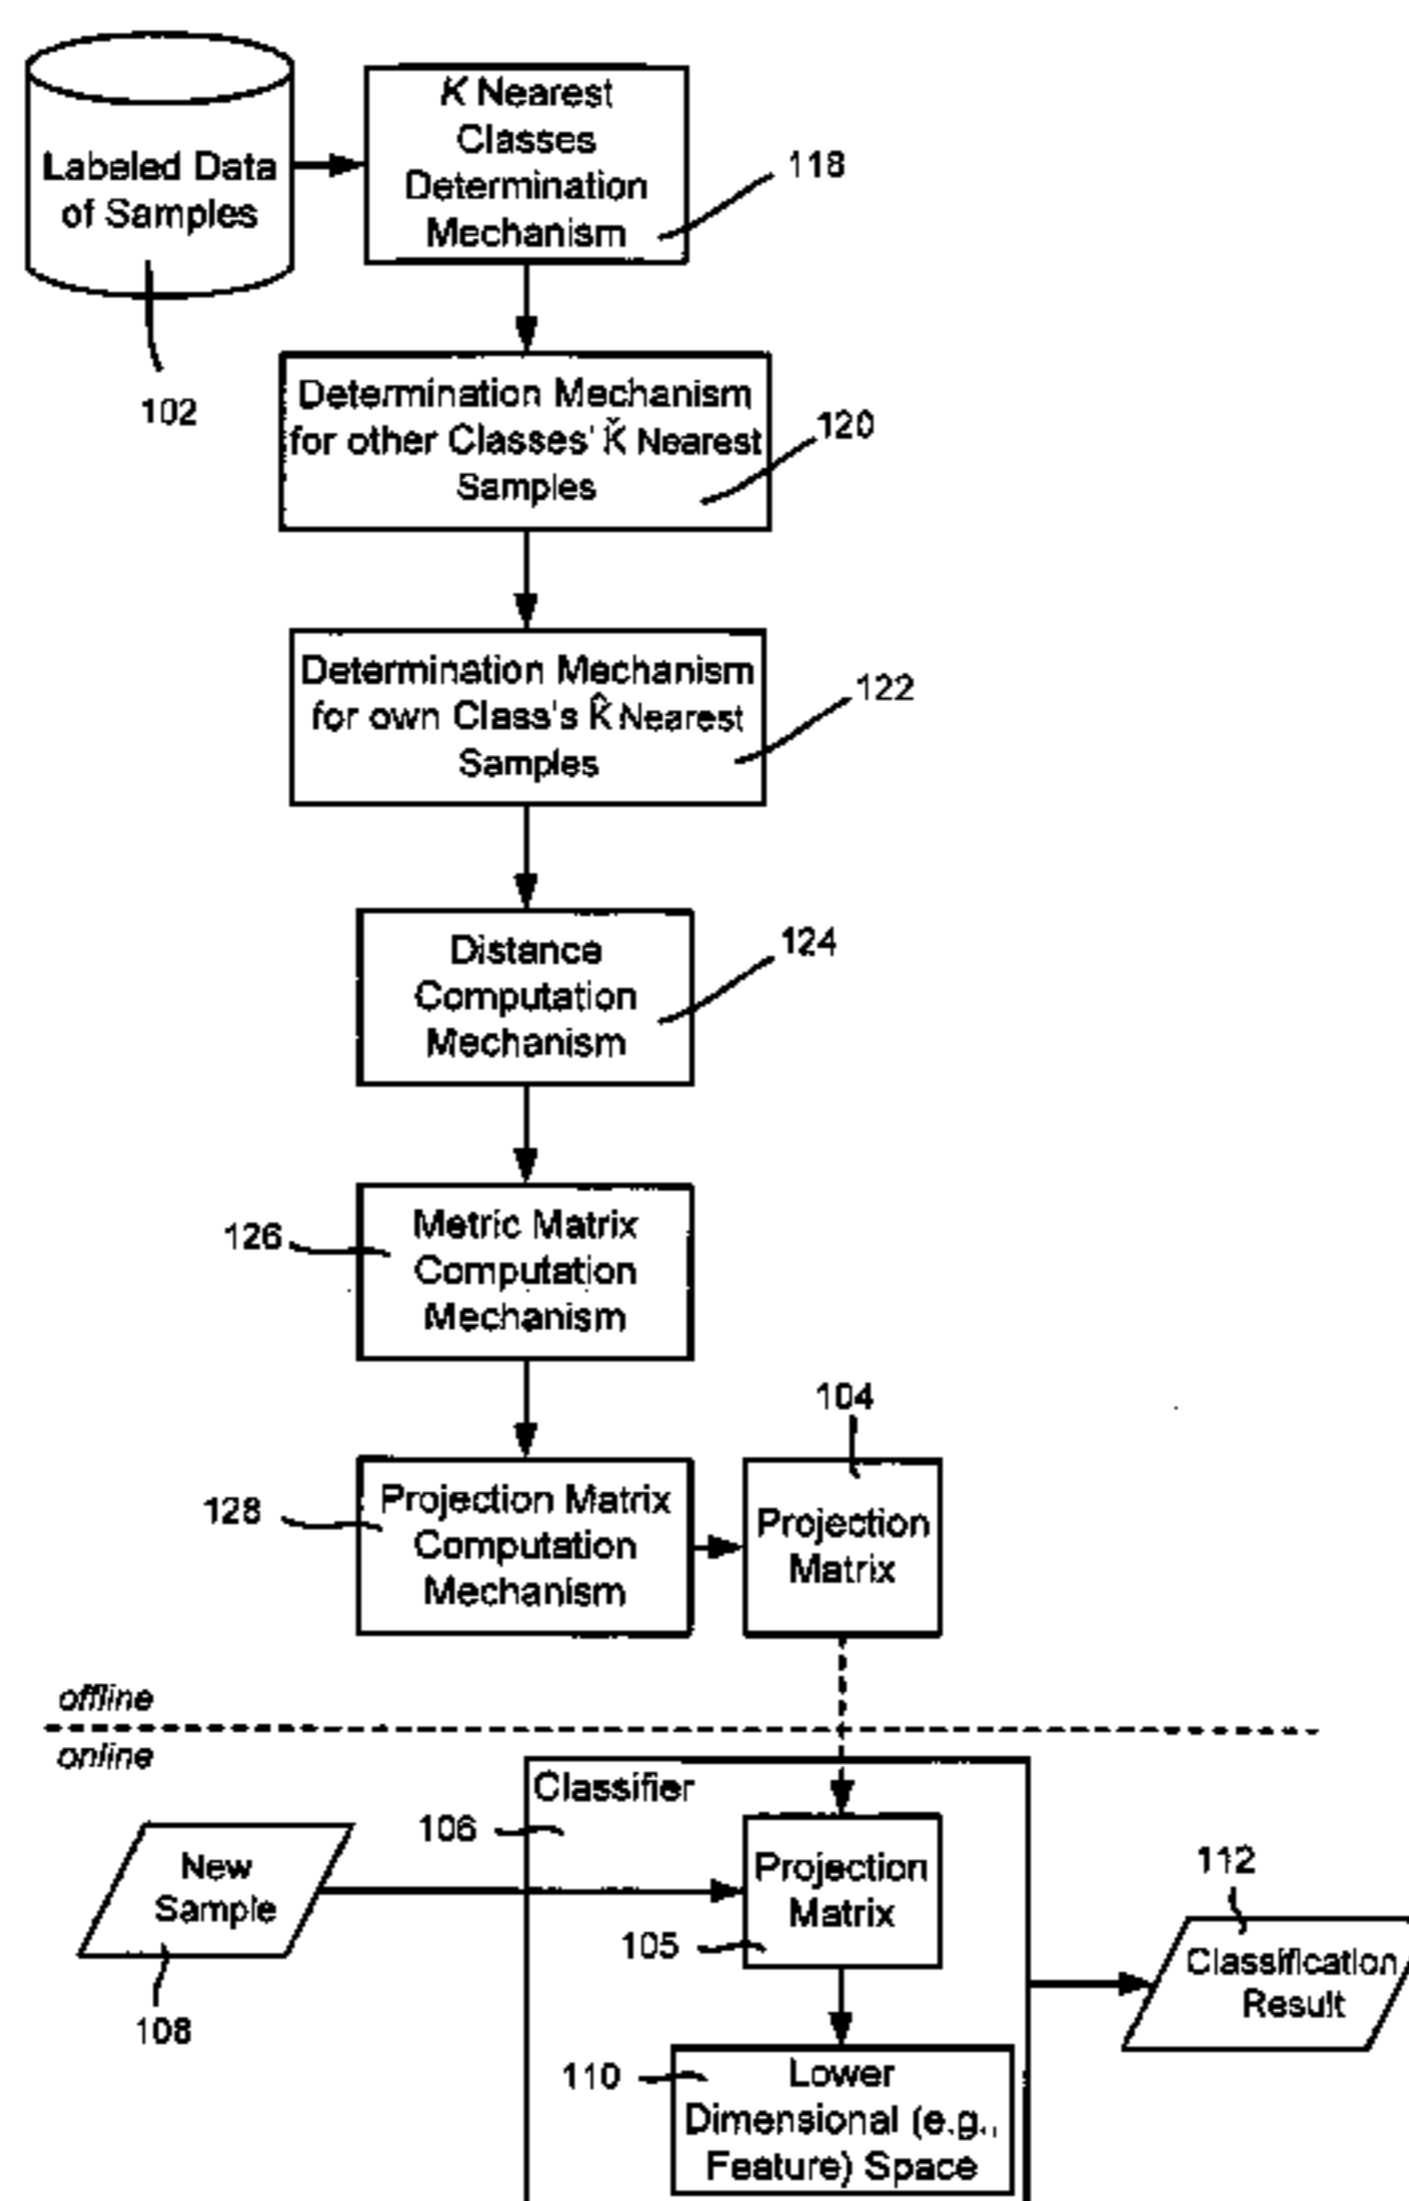 Labeled Data
of Samples
102
K Nearest
Classes
Determination
Mechanism
118
Determination Mechanism
for other Classes' Ǩ Nearest
Samples
120
Determination Mechanism
for own Class's K̂ Nearest
Samples
122
Distance
Computation
Mechanism
124
Metric Matrix
Computation
Mechanism
126
Projection Matrix
Computation
Mechanism
128
104
Projection
Matrix
offline
online
Classifier
106
New
Sample
108
Projection
Matrix
105
110
Lower
Dimensional (e.g.,
Feature) Space
112
Classification
Result